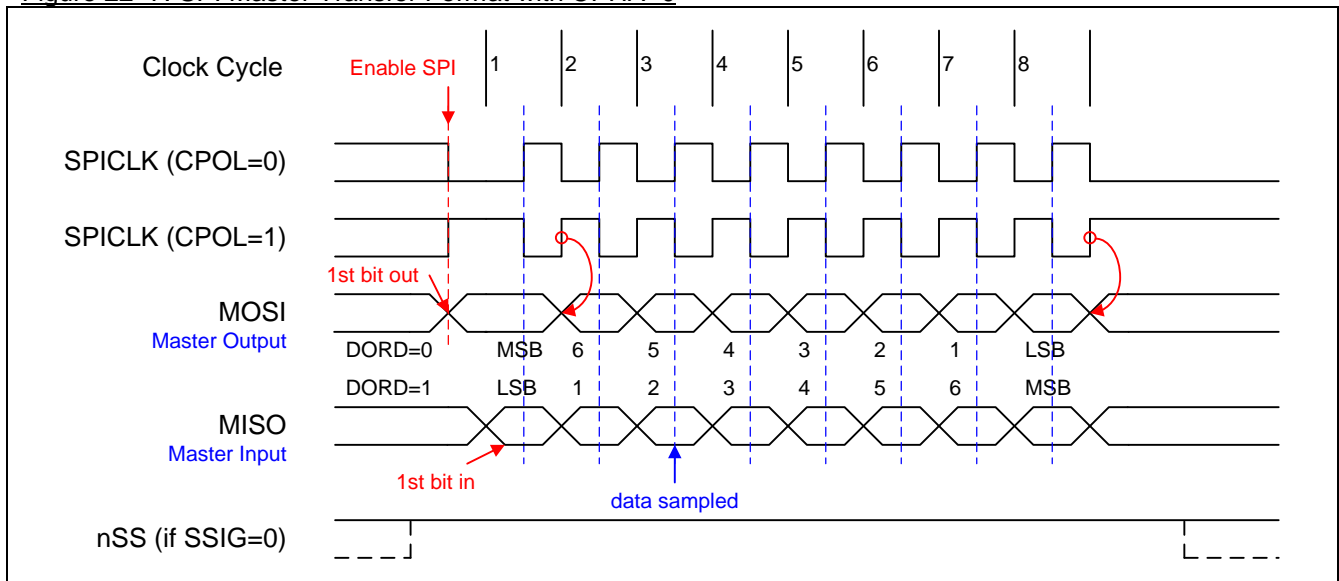 Clock Cycle Enable SPI 1 2 3 4 5 6 7 8
SPICLK (CPOL=0)
SPICLK (CPOL=1)
1st bit out
MOSI
Master Output
DORD=0 MSB 6 5 4 3 2 1 LSB
DORD=1 LSB 1 2 3 4 5 6 MSB
MISO
Master Input
1st bit in
data sampled
nSS (if SSIG=0)